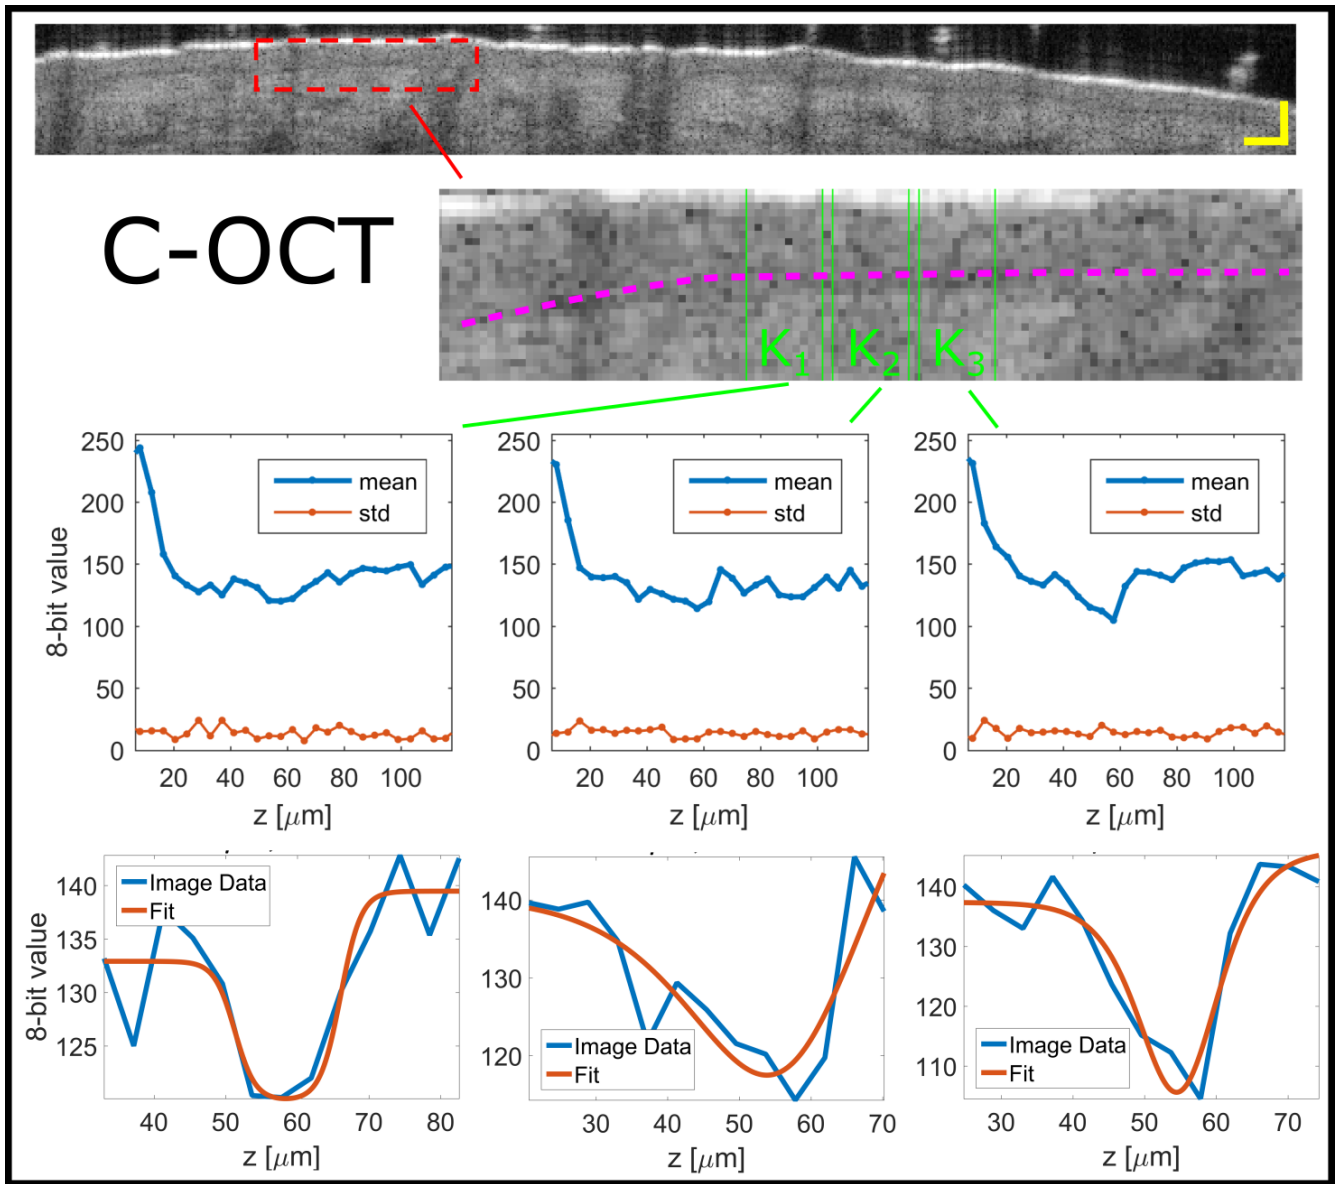 C-OCT
K1 K2 K3
250
200
150
100
50
0
20 40 60 80 100
8-bit value
z [μm]
mean
std
250
200
150
100
50
0
20 40 60 80 100
z [μm]
mean
std
250
200
150
100
50
0
20 40 60 80 100
z [μm]
mean
std
140
135
130
125
40 50 60 70 80
8-bit value
z [μm]
Image Data
Fit
140
130
120
20 30 40 50 60 70
z [μm]
Image Data
Fit
140
130
120
110
30 40 50 60 70
z [μm]
Image Data
Fit